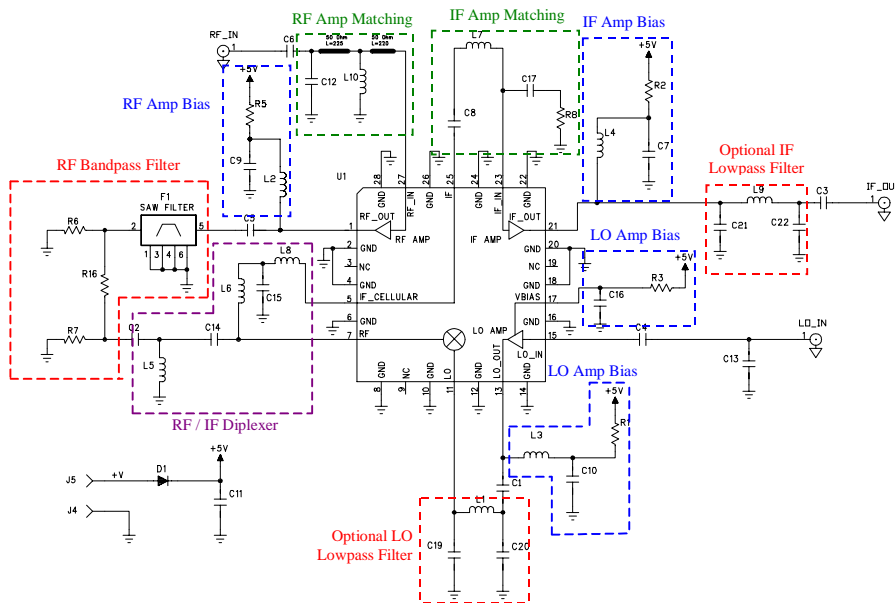 RF Amp Matching
IF Amp Matching
IF Amp Bias
RF_IN
1
C6
50 Ohm
L=225
50 Ohm
L=220
C12
L10
L7
C17
C8
R8
+5V
R2
L4
C7
RF Amp Bias
+5V
R5
C9
L2
Optional IF
Lowpass Filter
L9
C3
IF_OU
1
C21
C22
RF Bandpass Filter
F1
SAW FILTER
R6
2
5
1
3
4
6
R16
R7
U1
28
GND
27
RF_IN
26
GND
25
IF
24
GND
23
IF_IN
22
GND
1
RF_OUT
RF AMP
2
GND
3
NC
4
GND
5
IF_CELLULAR
6
GND
7
RF
IF_OUT
21
IF AMP
GND
20
NC
19
GND
18
VBIAS
17
LO AMP
GND
16
LO_IN
15
LO_OUT
GND
8
NC
9
GND
10
LO
11
GND
12
13
GND
14
LO Amp Bias
+5V
R3
C16
C4
LO_IN
1
C13
L8
L6
C15
C2
C14
L5
RF / IF Diplexer
LO Amp Bias
+5V
R1
L3
C10
C1
L1
C19
C20
Optional LO
Lowpass Filter
J5
+V
D1
+5V
C11
J4